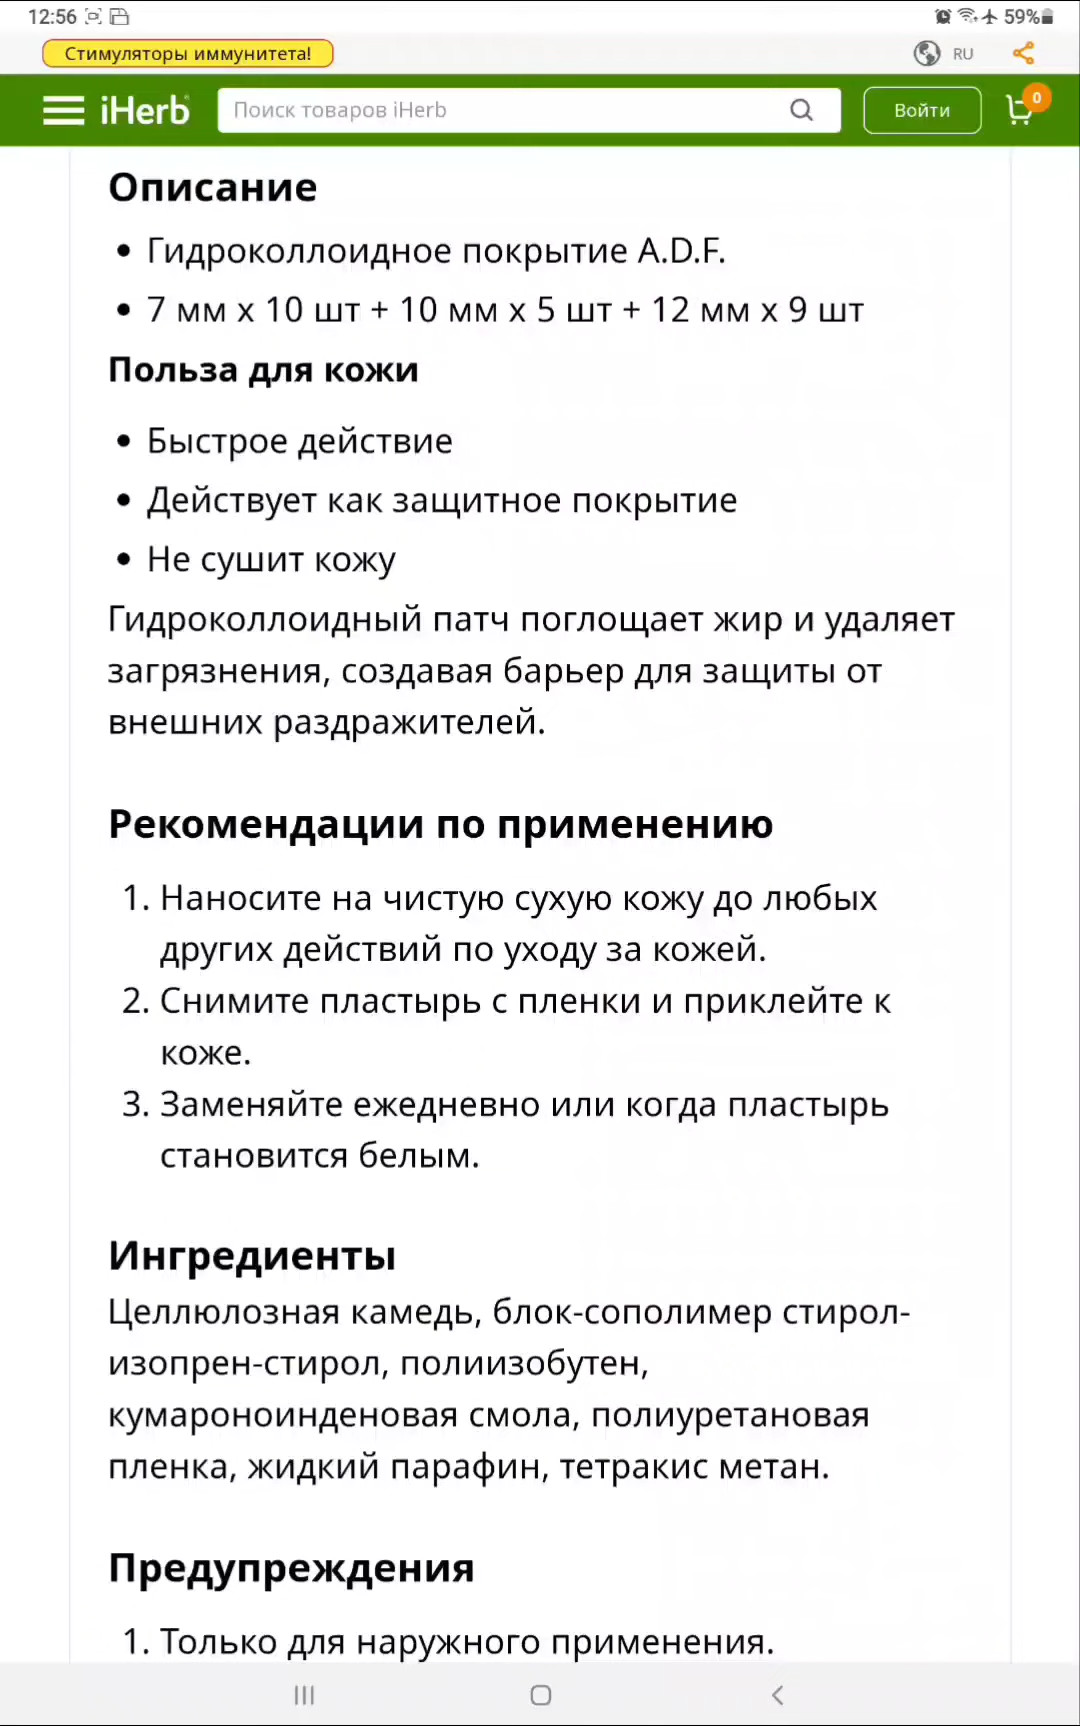 12:56
59%
Стимуляторы иммунитета!
RU
iHerb
Поиск товаров iHerb
Войти
0
Описание
• Гидроколлоидное покрытие A.D.F.
• 7 мм x 10 шт + 10 мм x 5 шт + 12 мм x 9 шт
Польза для кожи
• Быстрое действие
• Действует как защитное покрытие
• Не сушит кожу
Гидроколлоидный патч поглощает жир и удаляет
загрязнения, создавая барьер для защиты от
внешних раздражителей.
Рекомендации по применению
1. Наносите на чистую сухую кожу до любых
других действий по уходу за кожей.
2. Снимите пластырь с пленки и приклейте к
коже.
3. Заменяйте ежедневно или когда пластырь
становится белым.
Ингредиенты
Целлюлозная камедь, блок-сополимер стирол-
изопрен-стирол, полиизобутен,
кумароноинденовая смола, полиуретановая
пленка, жидкий парафин, тетракис метан.
Предупреждения
1. Только для наружного применения.